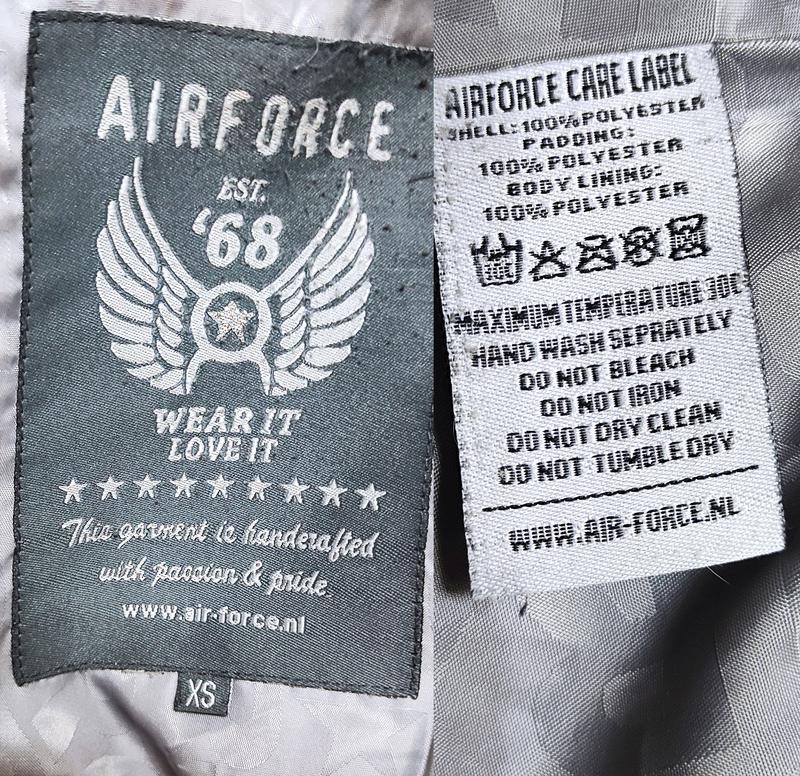 AIRFORCE
EST.
'68
WEAR IT
LOVE IT
This garment is handcrafted
with passion & pride
www.air-force.nl
XS
AIRFORCE CARE LABEL
SHELL: 100% POLYESTER
PADDING:
100% POLYESTER
BODY LINING:
100% POLYESTER
30C
MAXIMUM TEMPERATURE 30C
HAND WASH SEPRATELY
DO NOT BLEACH
DO NOT IRON
DO NOT DRY CLEAN
DO NOT TUMBLE DRY
WWW.AIR-FORCE.NL